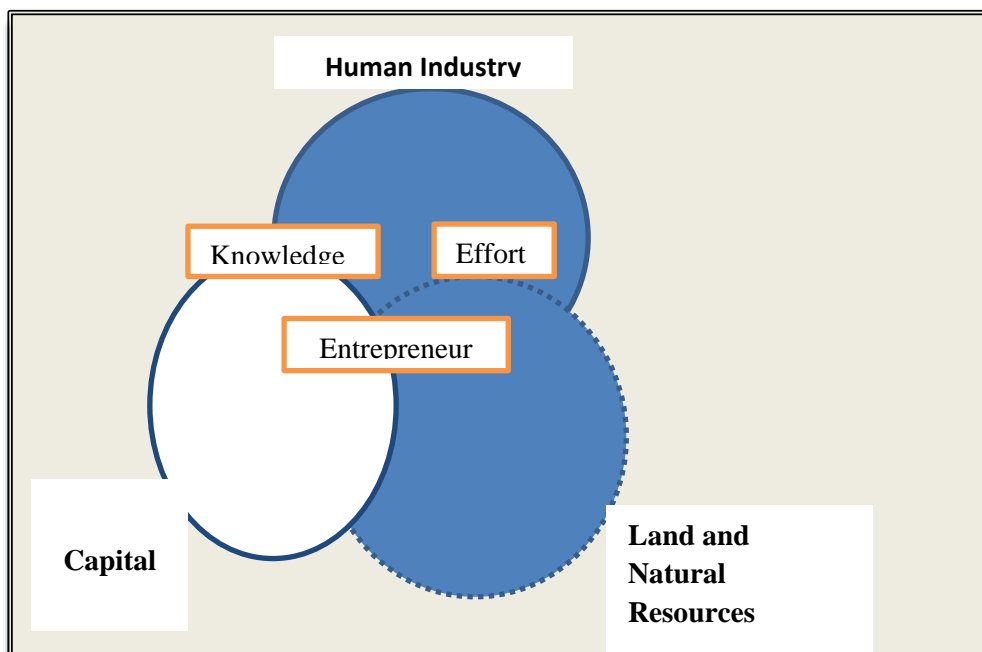 Human Industry
Knowledge
Effort
Entrepreneur
Capital
Land and
Natural
Resources